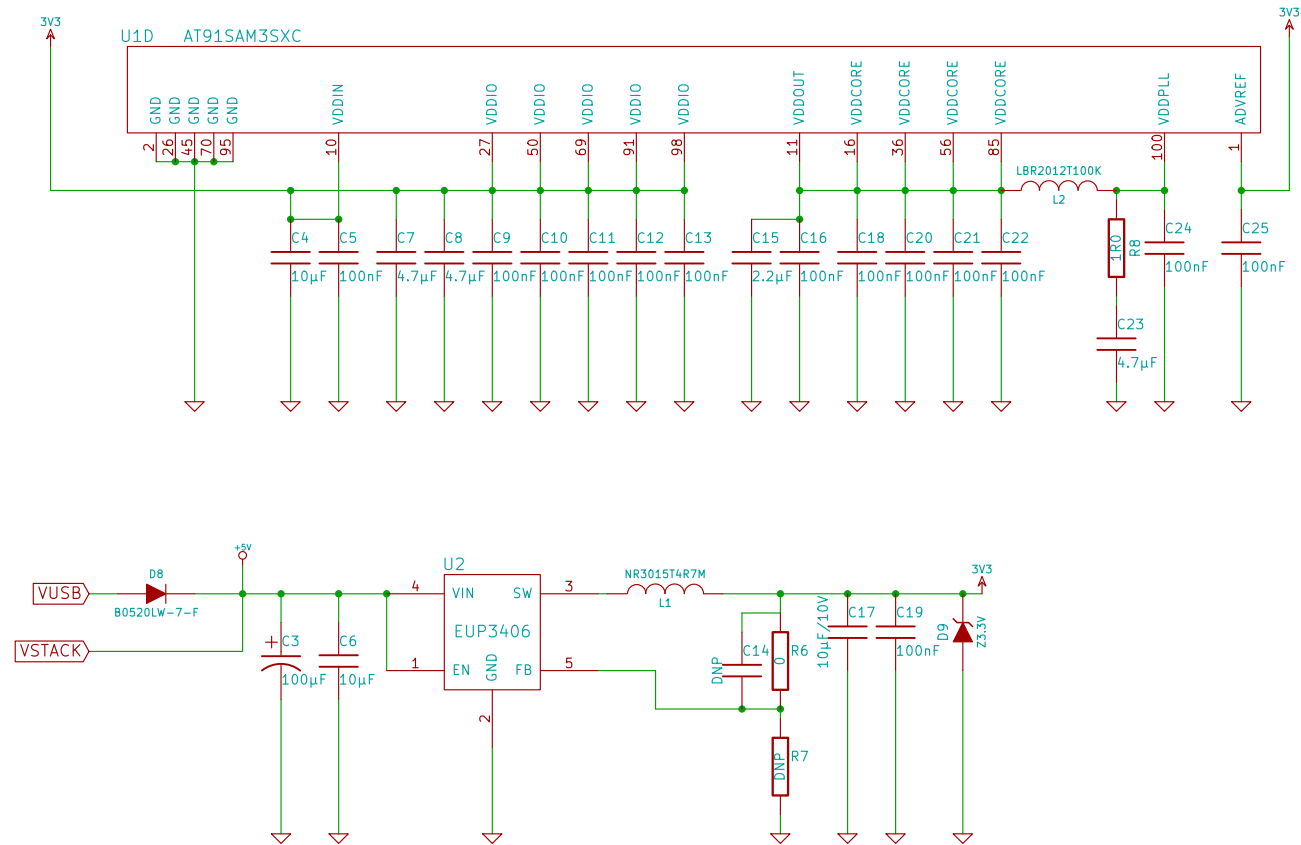 3V3
3V3
U1D AT91SAM3SXC
GND
GND
GND
GND
GND
VDDIN
VDDIO
VDDIO
VDDIO
VDDIO
VDDIO
VDDOUT
VDDCORE
VDDCORE
VDDCORE
VDDCORE
VDDPLL
ADVREF
2
26
45
70
95
10
27
50
69
91
98
11
16
36
56
85
100
1
LBR2012T100K
L2
C4
10µF
C5
100nF
C7
4.7µF
C8
4.7µF
C9
100nF
C10
100nF
C11
100nF
C12
100nF
C13
100nF
C15
2.2µF
C16
100nF
C18
100nF
C20
100nF
C21
100nF
C22
100nF
1R0
R8
C24
100nF
C25
100nF
C23
4.7µF
+5V
VUSB
D8
B0520LW-7-F
VSTACK
C3
100µF
C6
10µF
U2
4
VIN
SW
3
EUP3406
1
EN
GND
FB
5
2
NR3015T4R7M
L1
C14
DNP
R6
0
R7
DNP
C17
10µF/10V
C19
100nF
D9
Z3.3V
3V3